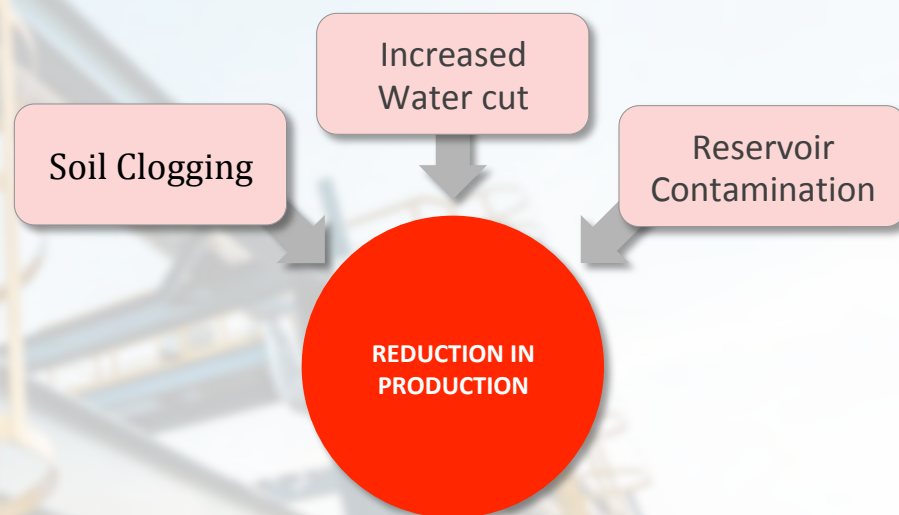 Increased
Water cut
Soil Clogging
Reservoir
Contamination
REDUCTION IN
PRODUCTION